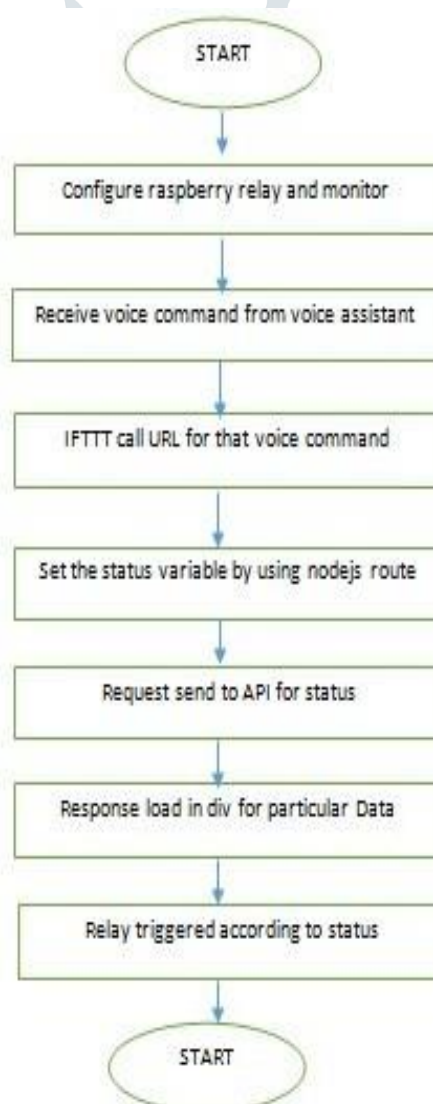 START
Configure raspberry relay and monitor
Receive voice command from voice assistant
IFTTT call URL for that voice command
Set the status variable by using nodejs route
Request send to API for status
Response load in div for particular Data
Relay triggered according to status
START